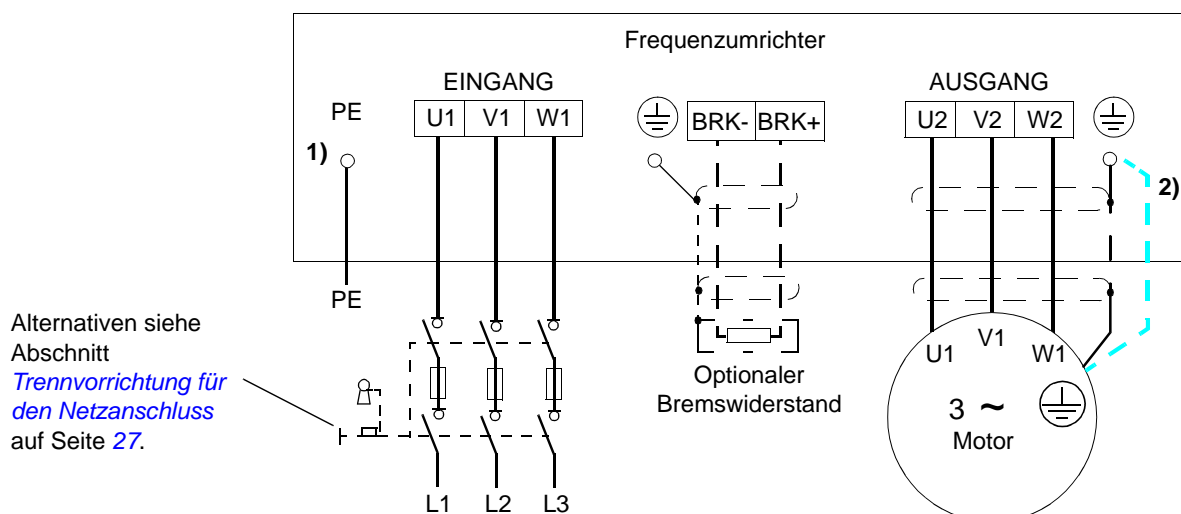 Frequenzumrichter
EINGANG
AUSGANG
PE
U1 V1 W1
BRK- BRK+
U2 V2 W2
1)
2)
PE
Alternativen siehe
Abschnitt
Trennvorrichtung für
den Netzanschluss
auf Seite 27.
Optionaler
Bremswiderstand
U1 V1 W1
3 ~
Motor
L1 L2 L3